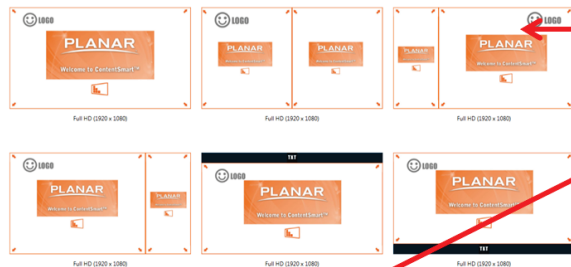 LOGO
PLANAR
Welcome to ContentSmart™
Full HD (1920 x 1080)
LOGO
PLANAR
Welcome to ContentSmart™
PLANAR
Welcome to ContentSmart™
Full HD (1920 x 1080)
LOGO
PLANAR
PLANAR
Welcome to ContentSmart™
Full HD (1920 x 1080)
LOGO
PLANAR
Welcome to ContentSmart™
PLANAR
Full HD (1920 x 1080)
TXT
LOGO
PLANAR
Welcome to ContentSmart™
Full HD (1920 x 1080)
LOGO
PLANAR
Welcome to ContentSmart™
TXT
Full HD (1920 x 1080)